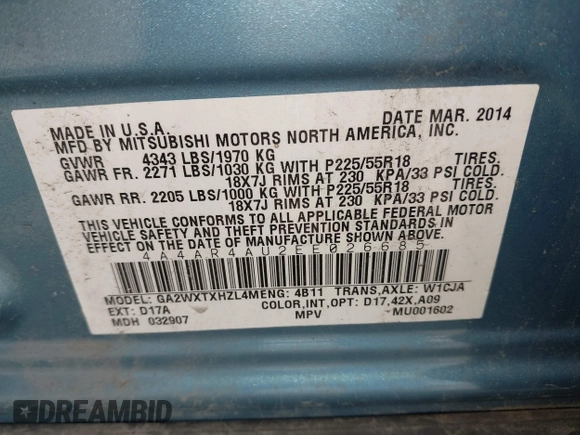 MADE IN U.S.A. DATE MAR. 2014
MFD BY MITSUBISHI MOTORS NORTH AMERICA, INC.
GVWR 4343 LBS/1970 KG
GAWR FR. 2271 LBS/1030 KG WITH P225/55R18 TIRES.
18X7J RIMS AT 230 KPA/33 PSI COLD.
GAWR RR. 2205 LBS/1000 KG WITH P225/55R18 TIRES.
18X7J RIMS AT 230 KPA/33 PSI COLD.
THIS VEHICLE CONFORMS TO ALL APPLICABLE FEDERAL MOTOR
VEHICLE SAFETY AND THEFT PREVENTION STANDARDS IN
EFFECT ON THE DATE OF MANUFACTURE SHOWN ABOVE.
4A4AR4AU2EE026685
MODEL: GA2WXTXHZL4M ENG: 4B11 TRANS,AXLE: W1CJA
EXT: D17A COLOR,INT,OPT: D17,42X,A09
MDH 032907 MPV MU001602
DREAMBID